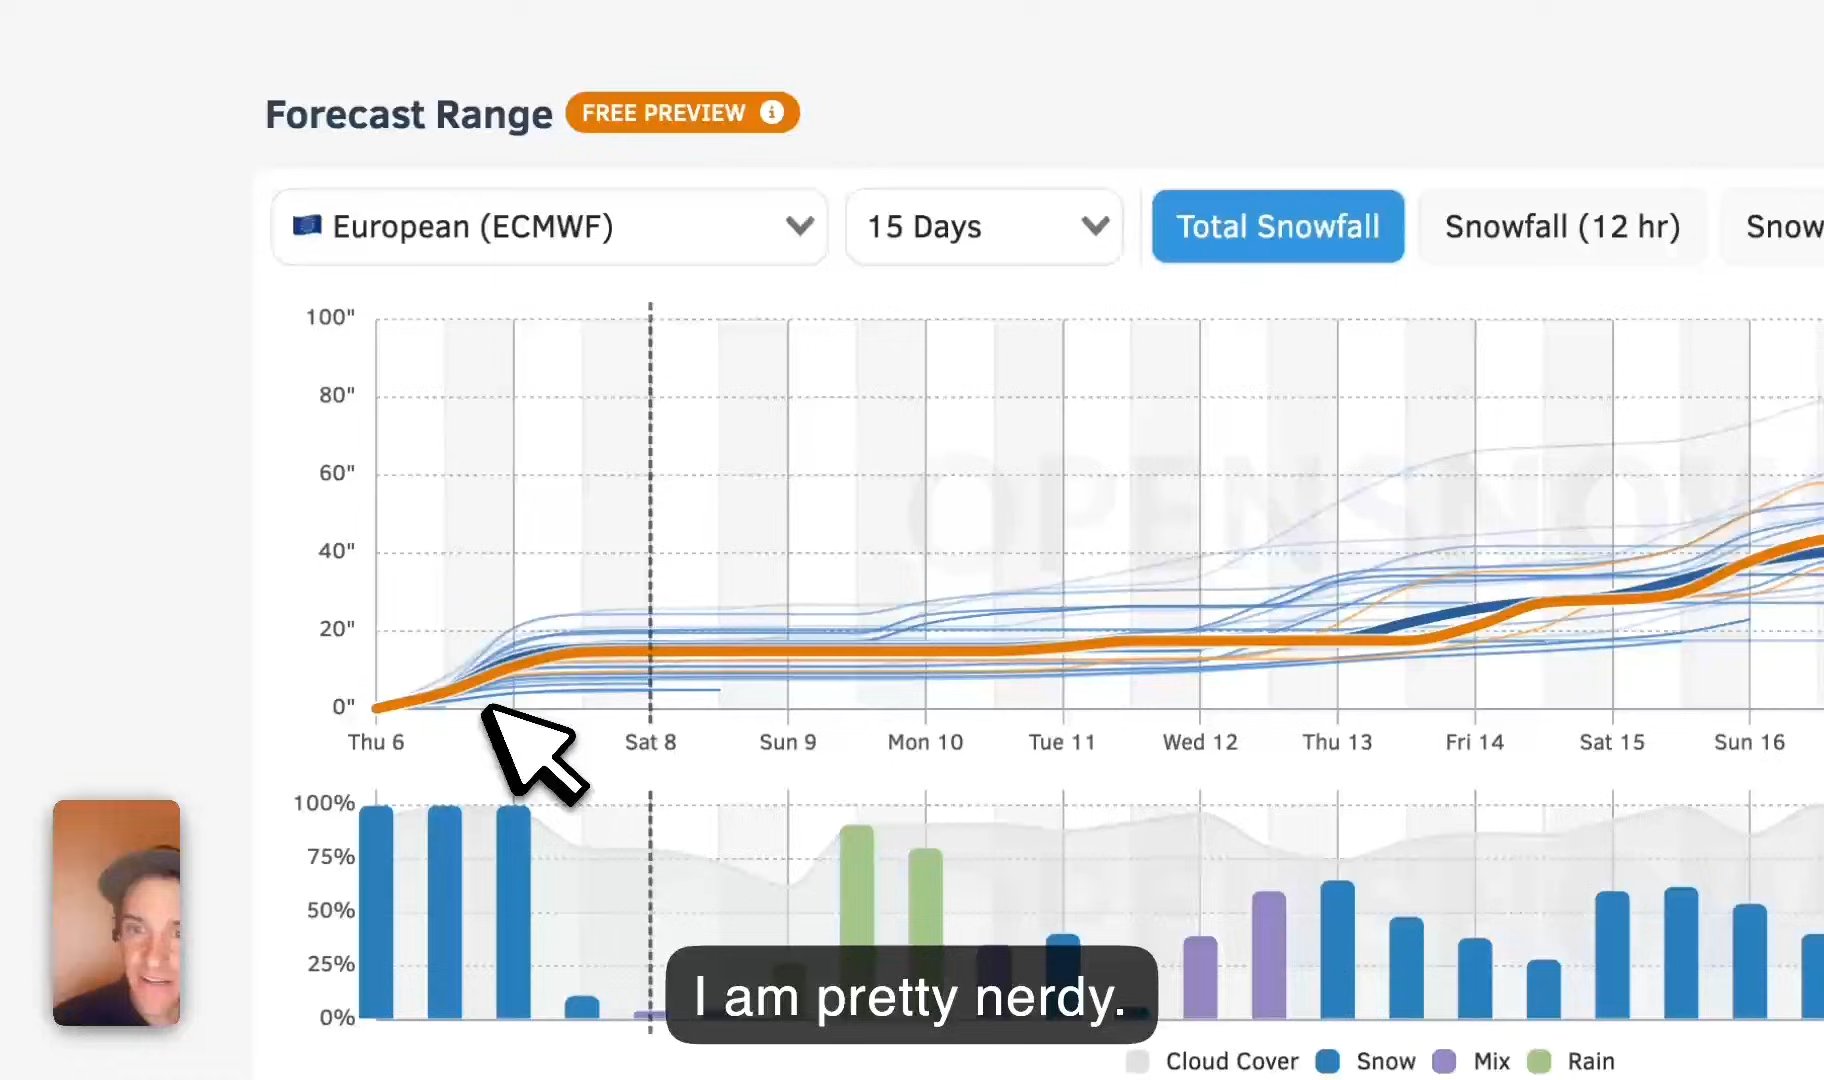 Forecast Range FREE PREVIEW i
European (ECMWF) 15 Days Total Snowfall Snowfall (12 hr) Snow
100"
80"
60"
40"
20"
0"
OPENSNOW
Thu 6 Sat 8 Sun 9 Mon 10 Tue 11 Wed 12 Thu 13 Fri 14 Sat 15 Sun 16
100%
75%
50%
25%
0%
I am pretty nerdy.
Cloud Cover Snow Mix Rain